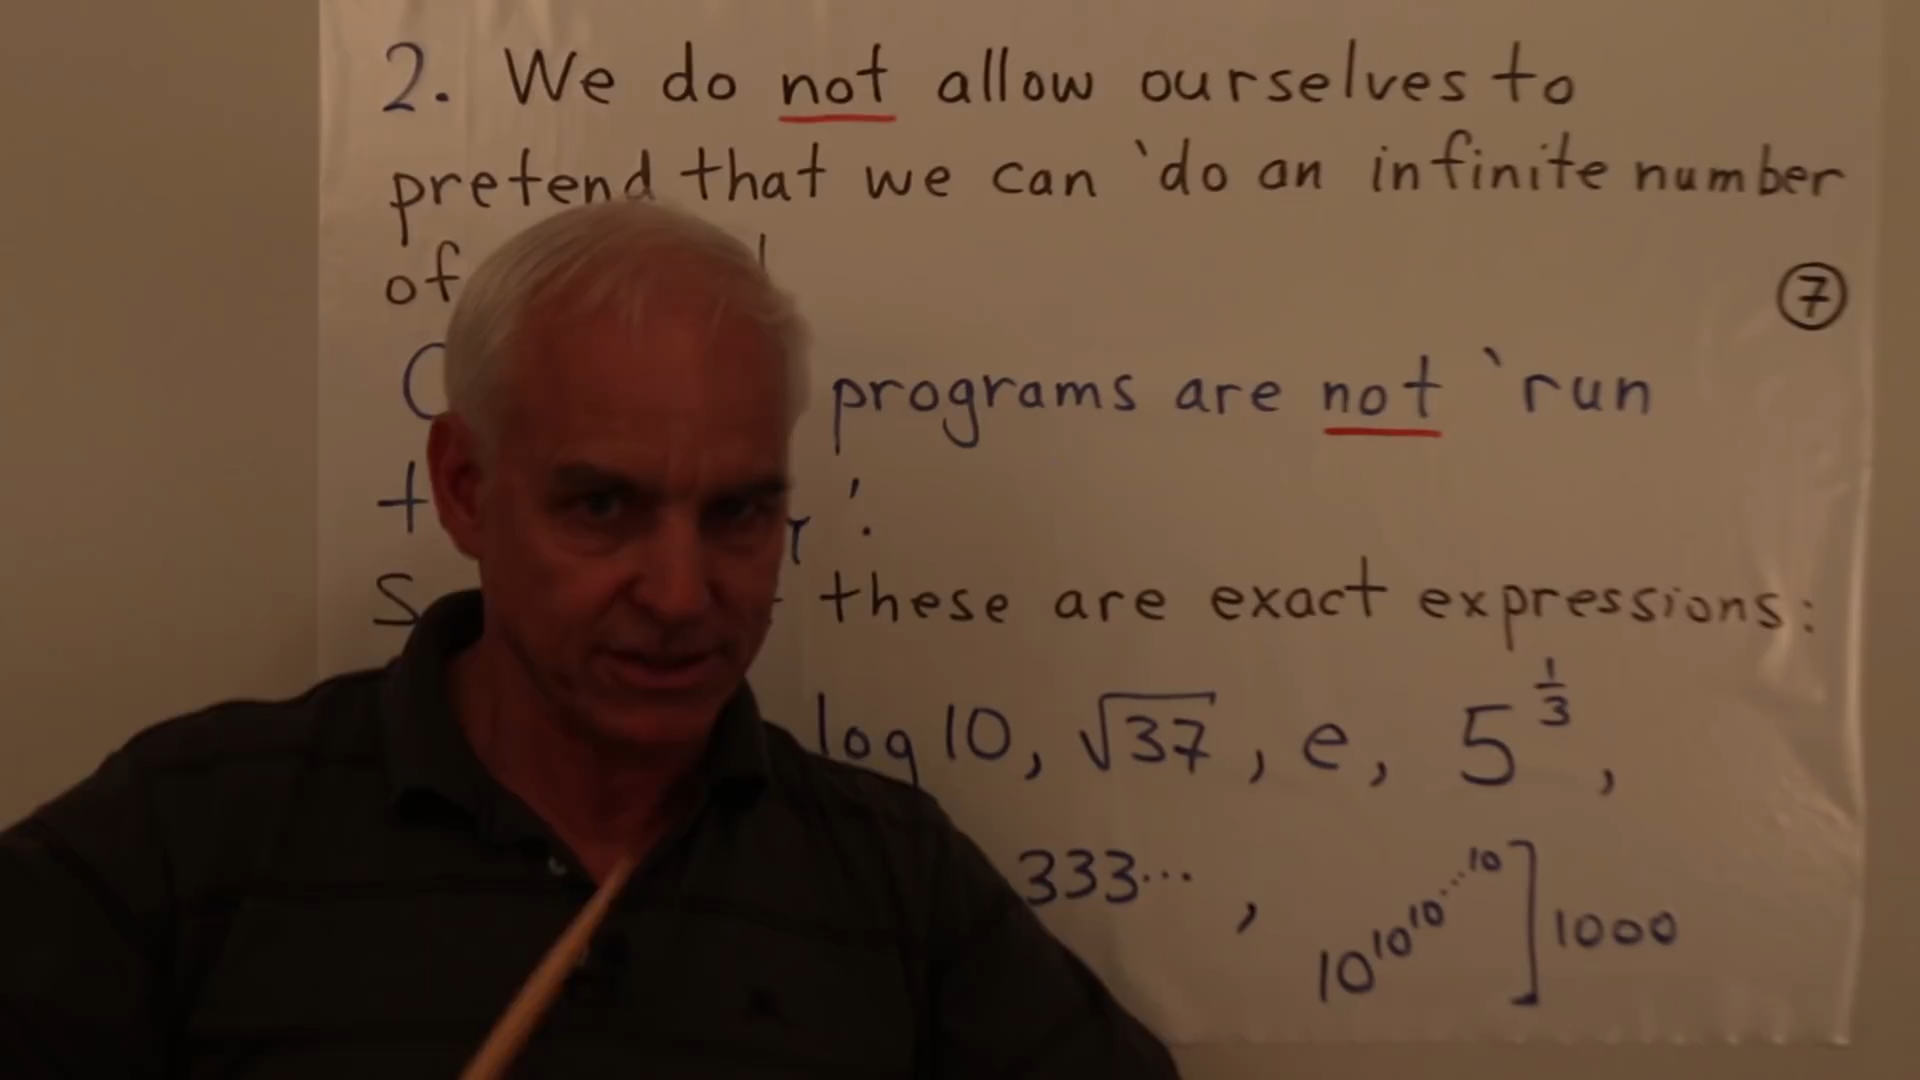 2. We do not allow ourselves to
pretend that we can `do an infinite number
of
⑦
programs are not `run
'.
these are exact expressions:
log 10, √37, e, 5^(1/3),
333..., 10^10^10^...^10 ] 1000